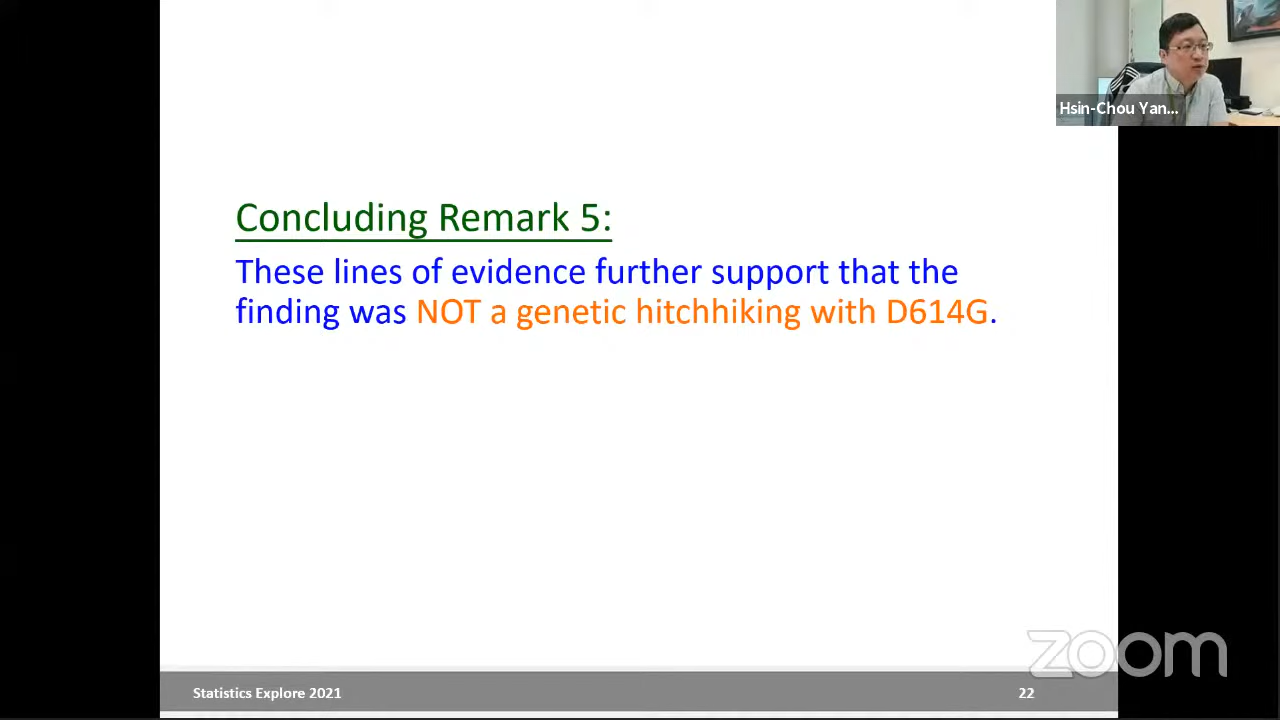 Hsin-Chou Yan...
Concluding Remark 5:
These lines of evidence further support that the
finding was NOT a genetic hitchhiking with D614G.
zoom
Statistics Explore 2021
22